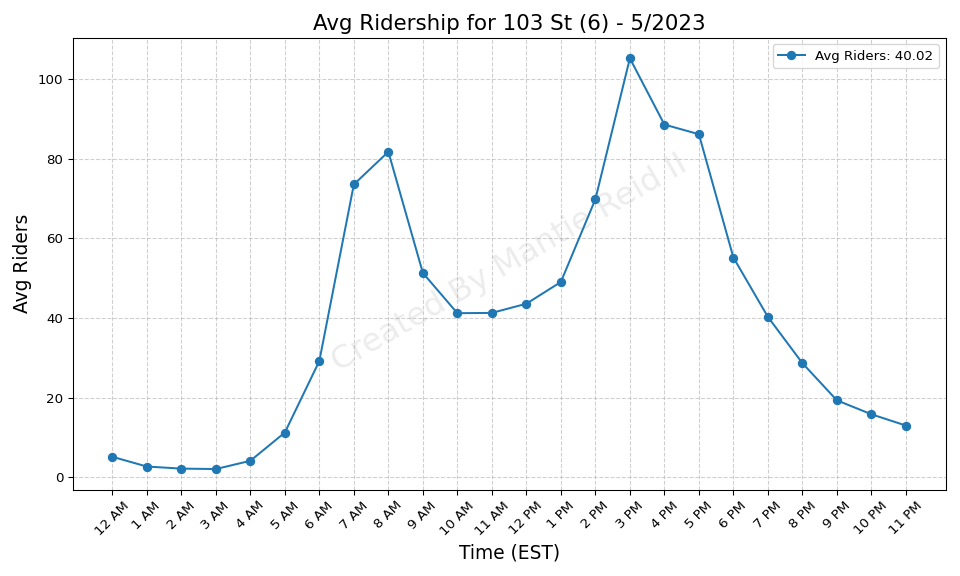 Avg Ridership for 103 St (6) - 5/2023
Avg Riders: 40.02
Avg Riders
100
80
60
40
20
0
Created By Mantie Reid II
12 AM
1 AM
2 AM
3 AM
4 AM
5 AM
6 AM
7 AM
8 AM
9 AM
10 AM
11 AM
12 PM
1 PM
2 PM
3 PM
4 PM
5 PM
6 PM
7 PM
8 PM
9 PM
10 PM
11 PM
Time (EST)